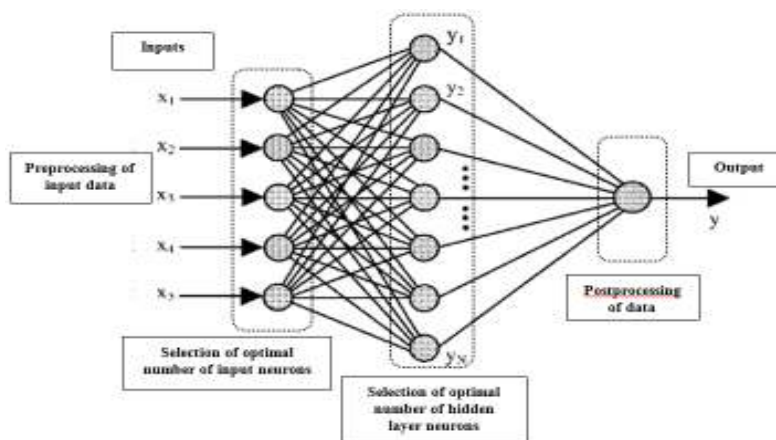 Inputs
y1
x1
y2
x2
Preprocessing of
input data
x3
Output
y
x4
x5
Postprocessing
of data
Selection of optimal
number of input neurons
yN
Selection of optimal
number of hidden
layer neurons